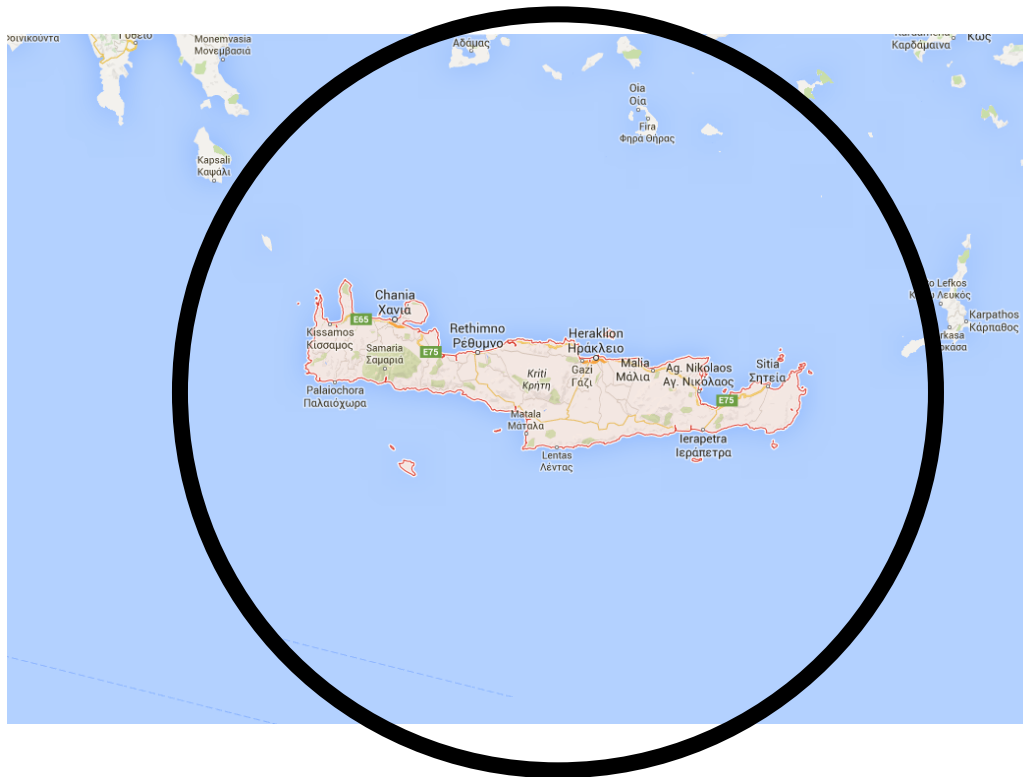 Monemvasia
Μονεμβασιά
Αδάμας
Καρδάμαινα
Κως
Oia
Οία
Fira
Φηρά Θήρας
Kapsali
Καψάλι
Lefkos
Λευκός
Karpathos
Κάρπαθος
Chania
Χανιά
E65
Kissamos
Κίσσαμος
Samaria
Σαμαριά
E75
Rethimno
Ρέθυμνο
Heraklion
Ηράκλειο
Kriti
Κρήτη
Gazi
Γάζι
Malia
Μάλια
Ag. Nikolaos
Αγ. Νικόλαος
Sitia
Σητεία
E75
Palaiochora
Παλαιόχωρα
Matala
Μάταλα
Lentas
Λέντας
Ierapetra
Ιεράπετρα